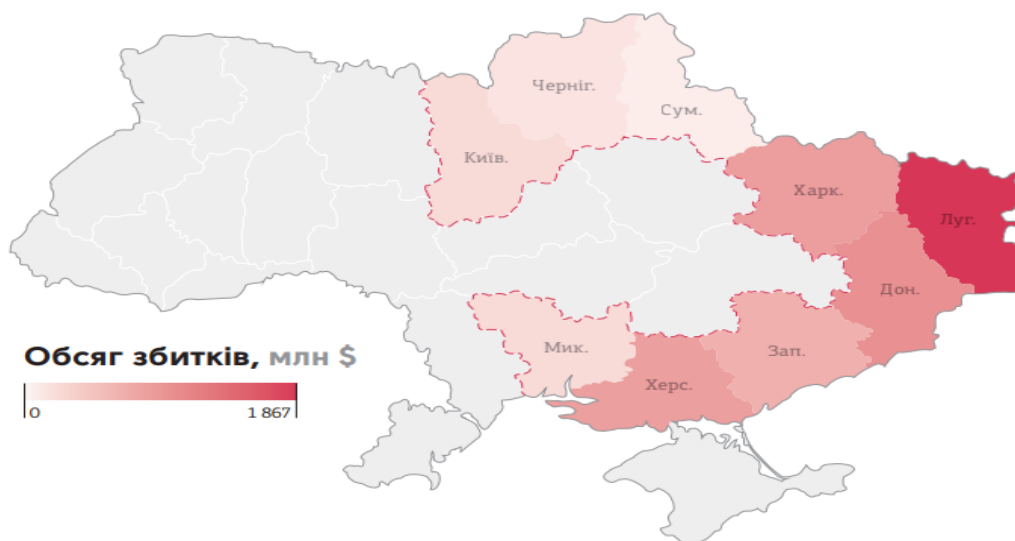 Черніг.
Сум.
Київ.
Харк.
Луг.
Дон.
Мик.
Зап.
Херс.
Обсяг збитків, млн $
0 1 867